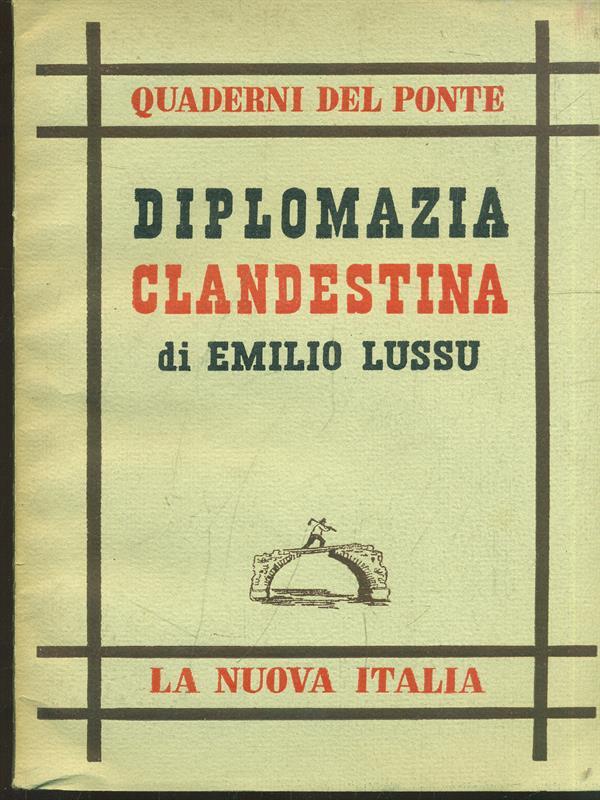 QUADERNI DEL PONTE
DIPLOMAZIA
CLANDESTINA
di EMILIO LUSSU
LA NUOVA ITALIA